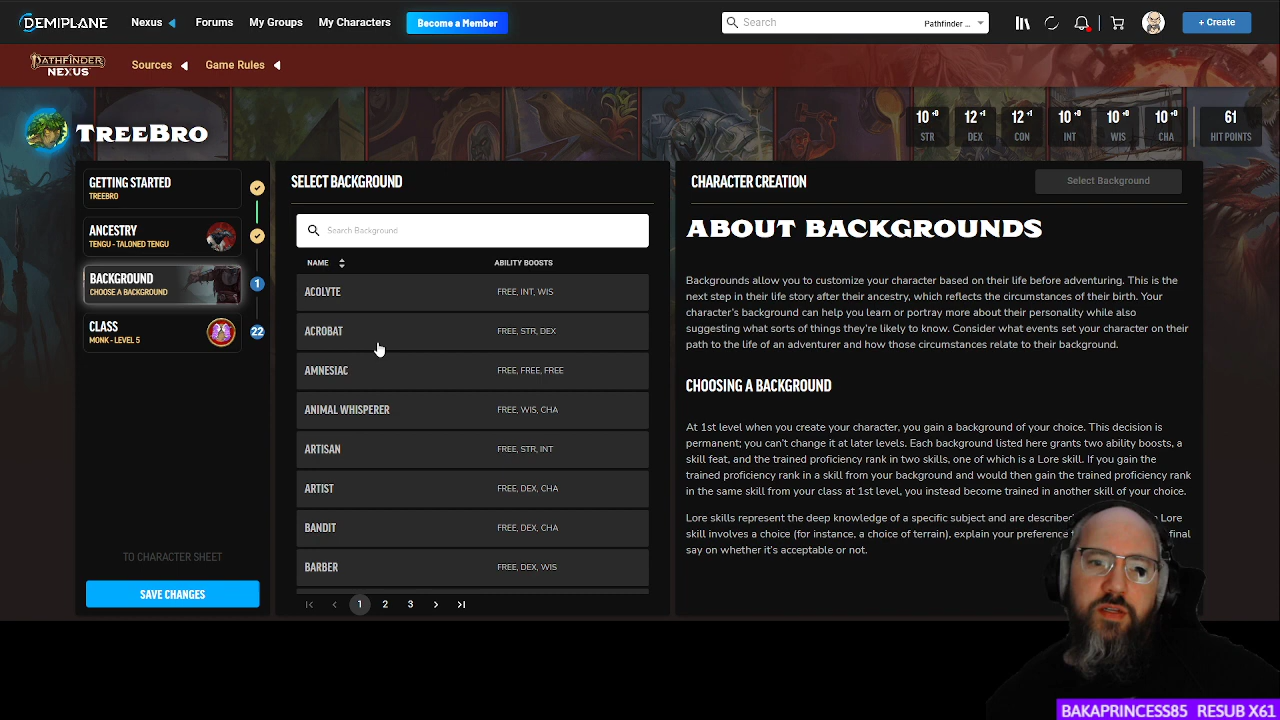 DEMIPLANE
Nexus
Forums
My Groups
My Characters
Become a Member
Search
Pathfinder ...
+ Create
PATHFINDER
NEXUS
Sources
Game Rules
TREEBRO
10 +0
STR
12 +1
DEX
12 +1
CON
10 +0
INT
10 +0
WIS
10 +0
CHA
61
HIT POINTS
GETTING STARTED
TREEBRO
ANCESTRY
TENGU - TALONED TENGU
BACKGROUND
CHOOSE A BACKGROUND
1
CLASS
MONK - LEVEL 5
22
TO CHARACTER SHEET
SAVE CHANGES
SELECT BACKGROUND
Search Background
NAME
ABILITY BOOSTS
ACOLYTE
FREE, INT, WIS
ACROBAT
FREE, STR, DEX
AMNESIAC
FREE, FREE, FREE
ANIMAL WHISPERER
FREE, WIS, CHA
ARTISAN
FREE, STR, INT
ARTIST
FREE, DEX, CHA
BANDIT
FREE, DEX, CHA
BARBER
FREE, DEX, WIS
1 2 3
CHARACTER CREATION
Select Background
ABOUT BACKGROUNDS
Backgrounds allow you to customize your character based on their life before adventuring. This is the
next step in their life story after their ancestry, which reflects the circumstances of their birth. Your
character's background can help you learn or portray more about their personality while also
suggesting what sorts of things they're likely to know. Consider what events set your character on their
path to the life of an adventurer and how those circumstances relate to their background.
CHOOSING A BACKGROUND
At 1st level when you create your character, you gain a background of your choice. This decision is
permanent; you can't change it at later levels. Each background listed here grants two ability boosts, a
skill feat, and the trained proficiency rank in two skills, one of which is a Lore skill. If you gain the
trained proficiency rank in a skill from your background and would then gain the trained proficiency
rank in the same skill from your class at 1st level, you instead become trained in another skill of your choice.
Lore skills represent the deep knowledge of a specific subject and are described Lore
skill involves a choice (for instance, a choice of terrain), explain your preference final
say on whether it's acceptable or not.
BAKAPRINCESS85 RESUB X61